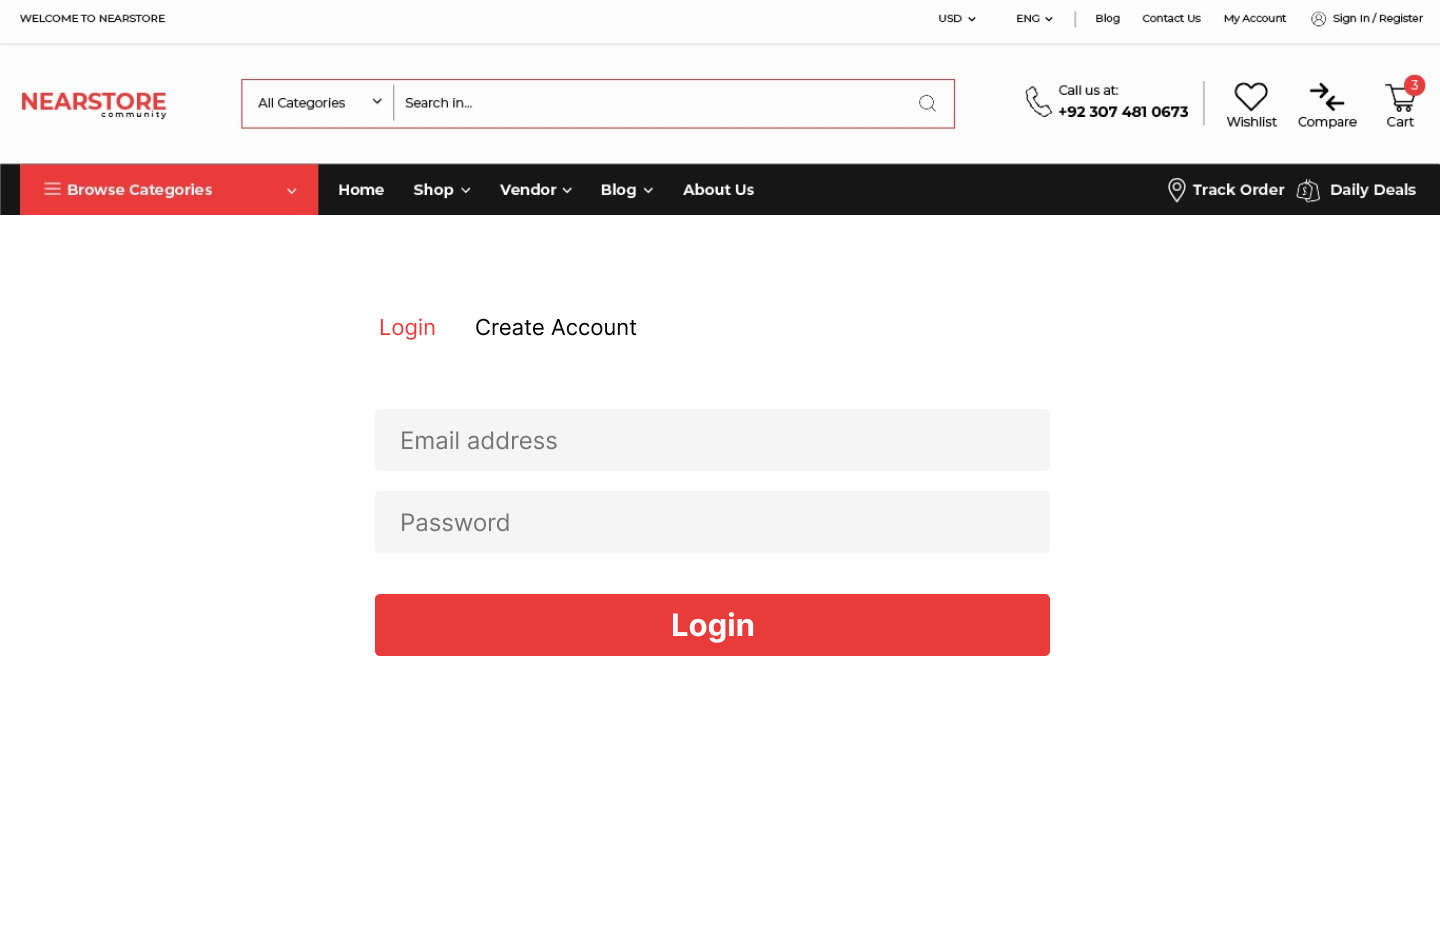 WELCOME TO NEARSTORE USD ENG Blog Contact Us My Account Sign In / Register
NEARSTORE
community
All Categories Search in...
Call us at:
+92 307 481 0673
Wishlist Compare 3 Cart
Browse Categories Home Shop Vendor Blog About Us Track Order Daily Deals
Login Create Account
Email address
Password
Login